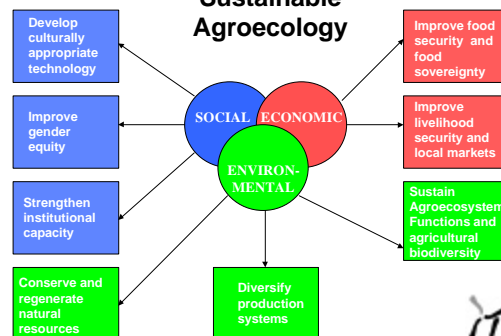 Sustainable
Agroecology
Develop
culturally
appropriate
technology
Improve food
security and
food
sovereignty
SOCIAL
ECONOMIC
Improve
gender
equity
Improve
livelihood
security and
local markets
ENVIRON-
MENTAL
Strengthen
institutional
capacity
Sustain
Agroecosystem
Functions and
agricultural
biodiversity
Conserve and
regenerate
natural
resources
Diversify
production
systems